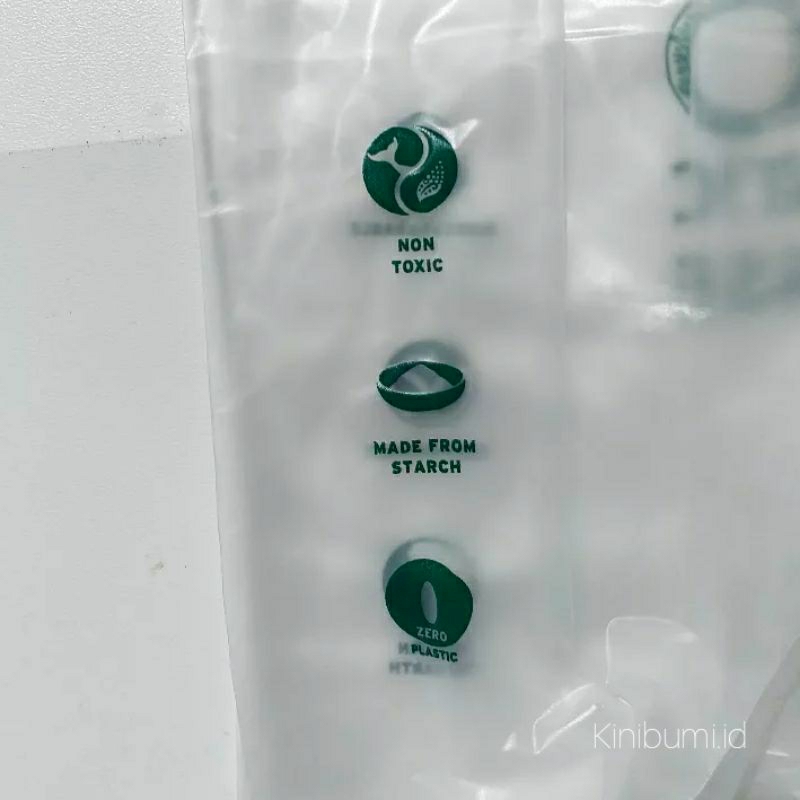 NON
TOXIC
MADE FROM
STARCH
ZERO
PLASTIC
Kinibumi.id